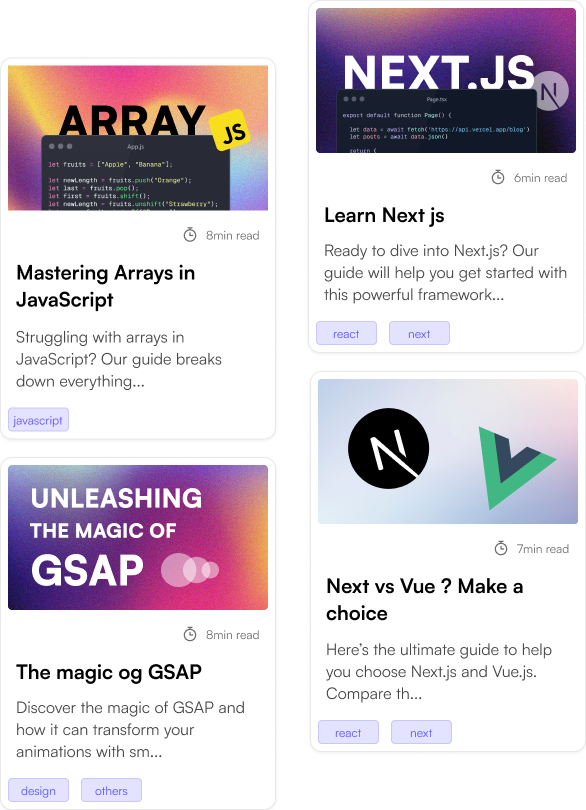 ARRAY
JS
App.js
let fruits = ["Apple", "Banana"];
let newLength = fruits.push("Orange");
let last = fruits.pop();
let first = fruits.shift();
let newLength = fruits.unshift("Strawberry");
8min read
Mastering Arrays in
JavaScript
Struggling with arrays in
JavaScript? Our guide breaks
down everything...
javascript
UNLEASHING
THE MAGIC OF
GSAP
8min read
The magic og GSAP
Discover the magic of GSAP and
how it can transform your
animations with sm...
design others
NEXT.JS
N
Page.tsx
export default function Page() {
let data = await fetch('https://api.vercel.app/blog')
let posts = await data.json()
return (
6min read
Learn Next js
Ready to dive into Next.js? Our
guide will help you get started with
this powerful framework...
react next
N
7min read
Next vs Vue ? Make a
choice
Here’s the ultimate guide to help
you choose Next.js and Vue.js.
Compare th...
react next